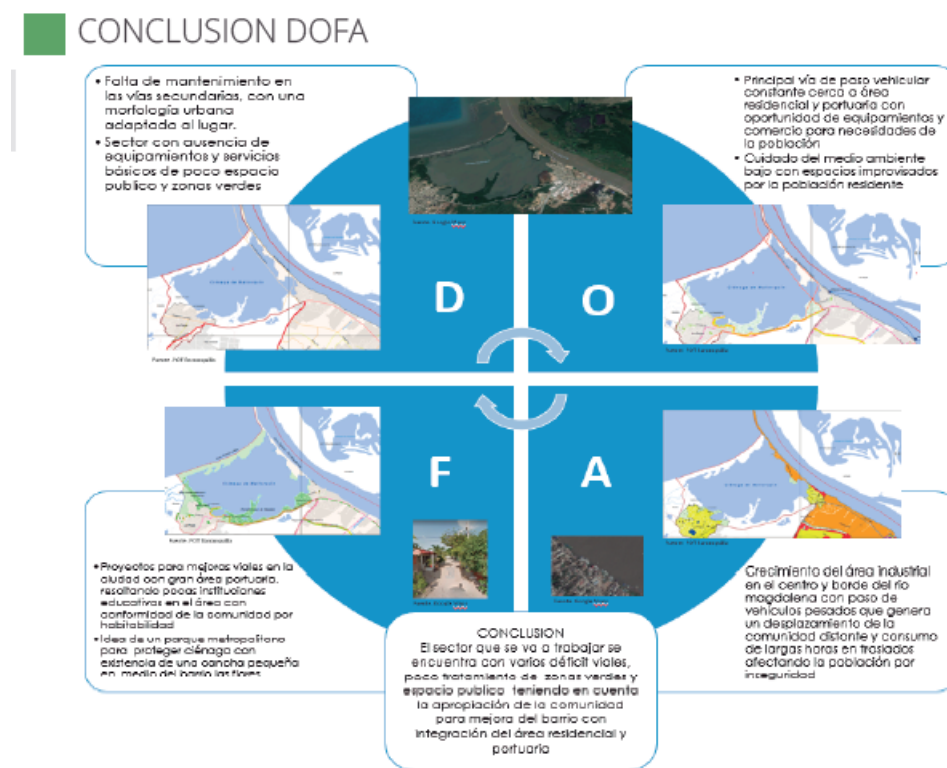 CONCLUSION DOFA
• Falta de mantenimiento en
las vías secundarias, con una
morfología urbana
adaptada al lugar.
• Sector con ausencia de
equipamientos y servicios
básicos de poco espacio
publico y zonas verdes
• Principal vía de paso vehicular
constante cerca a área
residencial y portuaria con
oportunidad de equipamientos y
comercio para necesidades de
la población
• Cuidado del medio ambiente
bajo con espacios improvisados
por la población residente
D
O
Fuente: POT Barranquilla
F
A
• Proyectos para mejoras viales en la
ciudad con gran área portuaria,
resaltando pocas instituciones
educativas en el área con
conformidad de la comunidad por
habitabilidad
• Idea de un parque metropolitano
para proteger ciénaga con
existencia de una cancha pequeña
en medio del barrio las flores
Crecimiento del área industrial
en el centro y borde del río
magdalena con paso de
vehículos pesados que genera
un desplazamiento de la
comunidad distante y consumo
de largas horas en traslados
afectando la población por
inseguridad
CONCLUSION
El sector que se va a trabajar se
encuentra con varios déficit viales,
poco tratamiento de zonas verdes y
espacio publico teniendo en cuenta
la apropiación de la comunidad
para mejora del barrio con
integración del área residencial y
portuaria